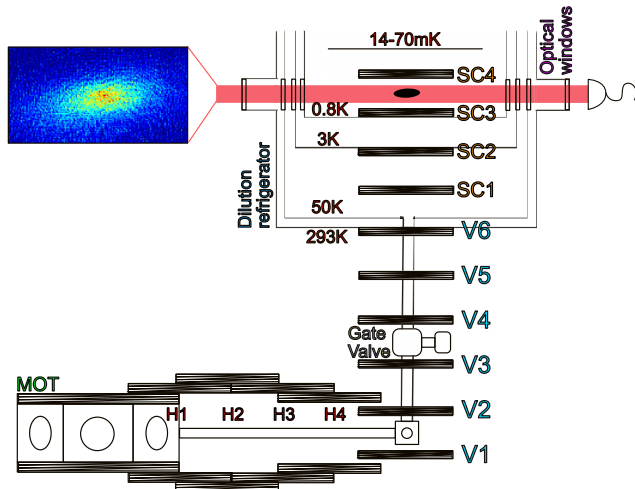 14-70mK
Optical
windows
SC4
0.8K
SC3
3K
SC2
Dilution
refrigerator
SC1
50K
293K
V6
V5
V4
Gate
Valve
V3
MOT
H1
H2
H3
H4
V2
V1